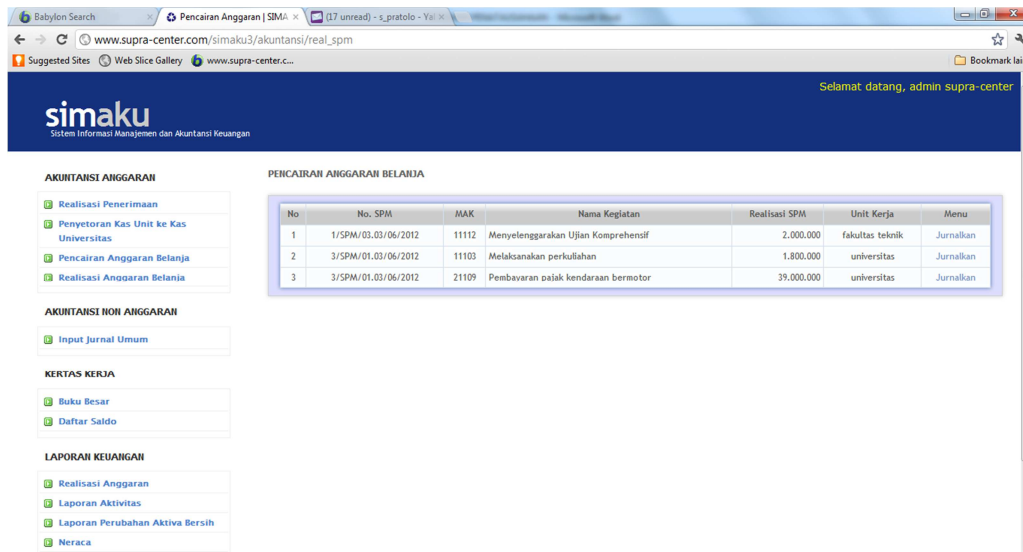 Babylon Search
Pencairan Anggaran | SIMA
(17 unread) - s_pratolo - Ya
www.supra-center.com/simaku3/akuntansi/real_spm
Suggested Sites
Web Slice Gallery
www.supra-center.c...
Bookmark lai
Selamat datang, admin supra-center
simaku
Sistem Informasi Manajemen dan Akuntansi Keuangan
AKUNTANSI ANGGARAN
Realisasi Penerimaan
Penyetoran Kas Unit ke Kas
Universitas
Pencairan Anggaran Belanja
Realisasi Anggaran Belanja
AKUNTANSI NON ANGGARAN
Input Jurnal Umum
KERTAS KERJA
Buku Besar
Daftar Saldo
LAPORAN KEUANGAN
Realisasi Anggaran
Laporan Aktivitas
Laporan Perubahan Aktiva Bersih
Neraca
PENCAIRAN ANGGARAN BELANJA
No No. SPM MAK Nama Kegiatan Realisasi SPM Unit Kerja Menu
1 1/SPM/03.03/06/2012 11112 Menyelenggarakan Ujian Komprehensif 2.000.000 fakultas teknik Jurnalkan
2 3/SPM/01.03/06/2012 11103 Melaksanakan perkuliahan 1.800.000 universitas Jurnalkan
3 3/SPM/01.03/06/2012 21109 Pembayaran pajak kendaraan bermotor 39.000.000 universitas Jurnalkan